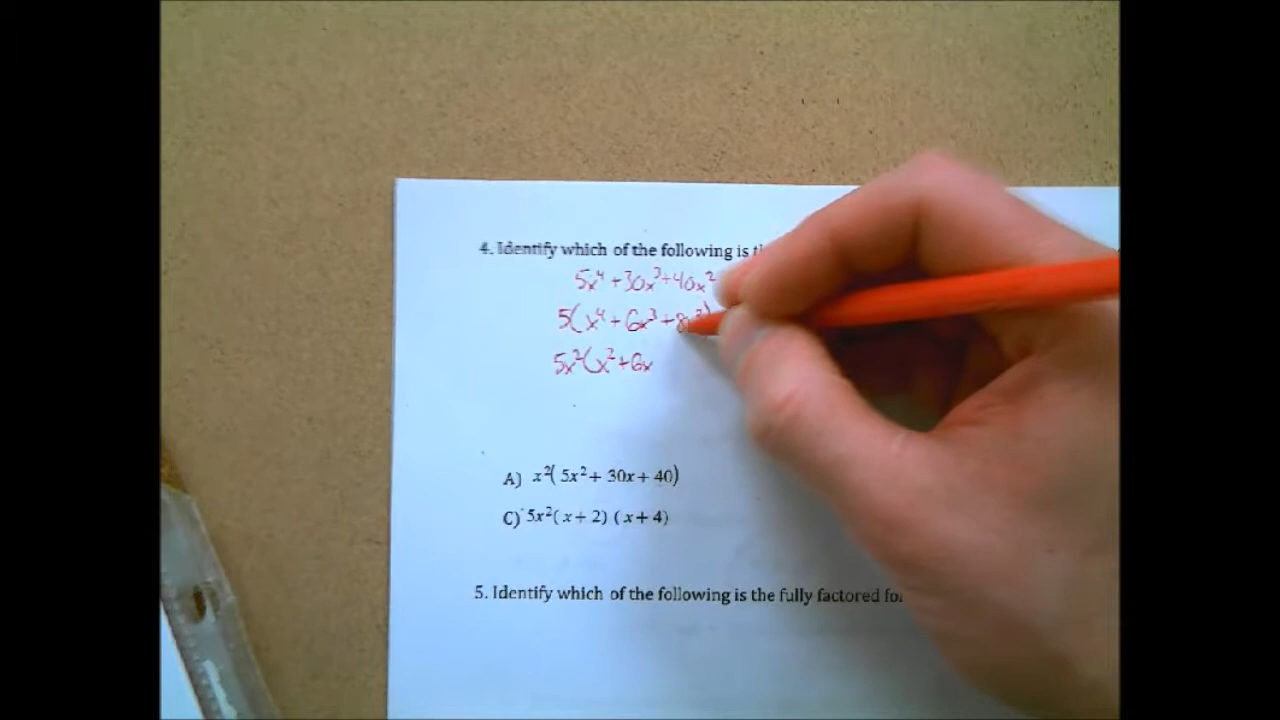 4. Identify which of the following is
5x⁴ + 30x³ + 40x²
5(x⁴ + 6x³ + 8x²)
5x²(x² + 6x
A) x²( 5x² + 30x + 40)
C) 5x²( x + 2) ( x + 4)
5. Identify which of the following is the fully factored